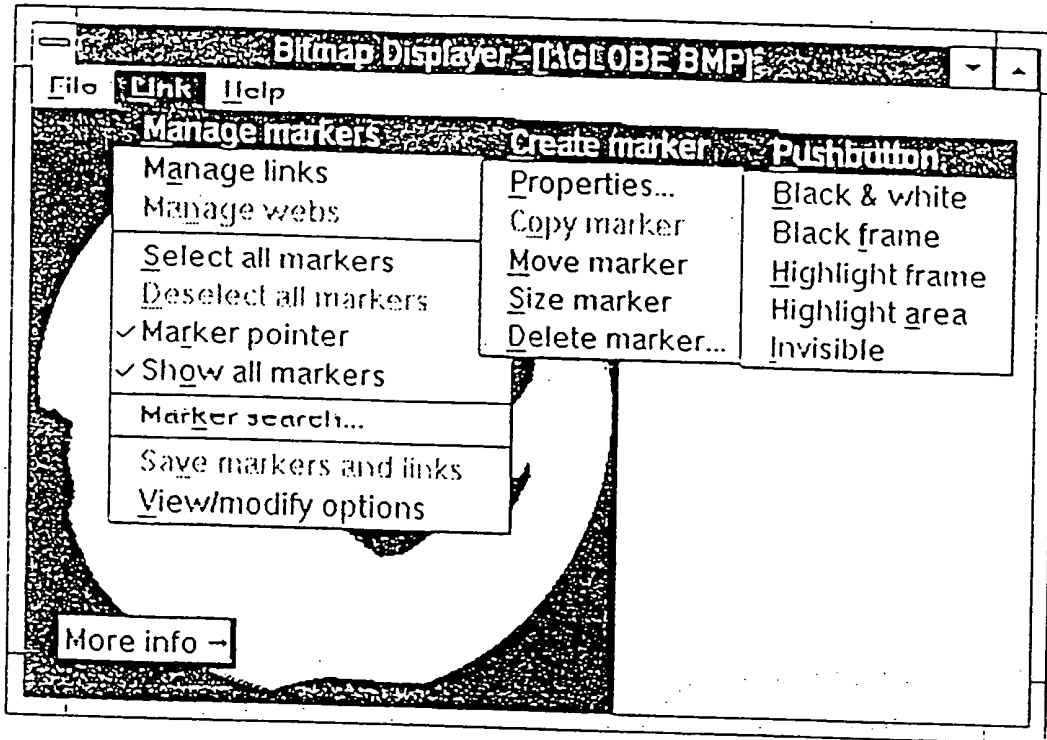 Bitmap Displayer - [I:\GLOBE.BMP]
File Link Help
Manage markers
Manage links
Manage webs
Select all markers
Deselect all markers
✓ Marker pointer
✓ Show all markers
Marker search...
Save markers and links
View/modify options
Create marker
Properties...
Copy marker
Move marker
Size marker
Delete marker...
Pushbutton
Black & white
Black frame
Highlight frame
Highlight area
Invisible
More info →